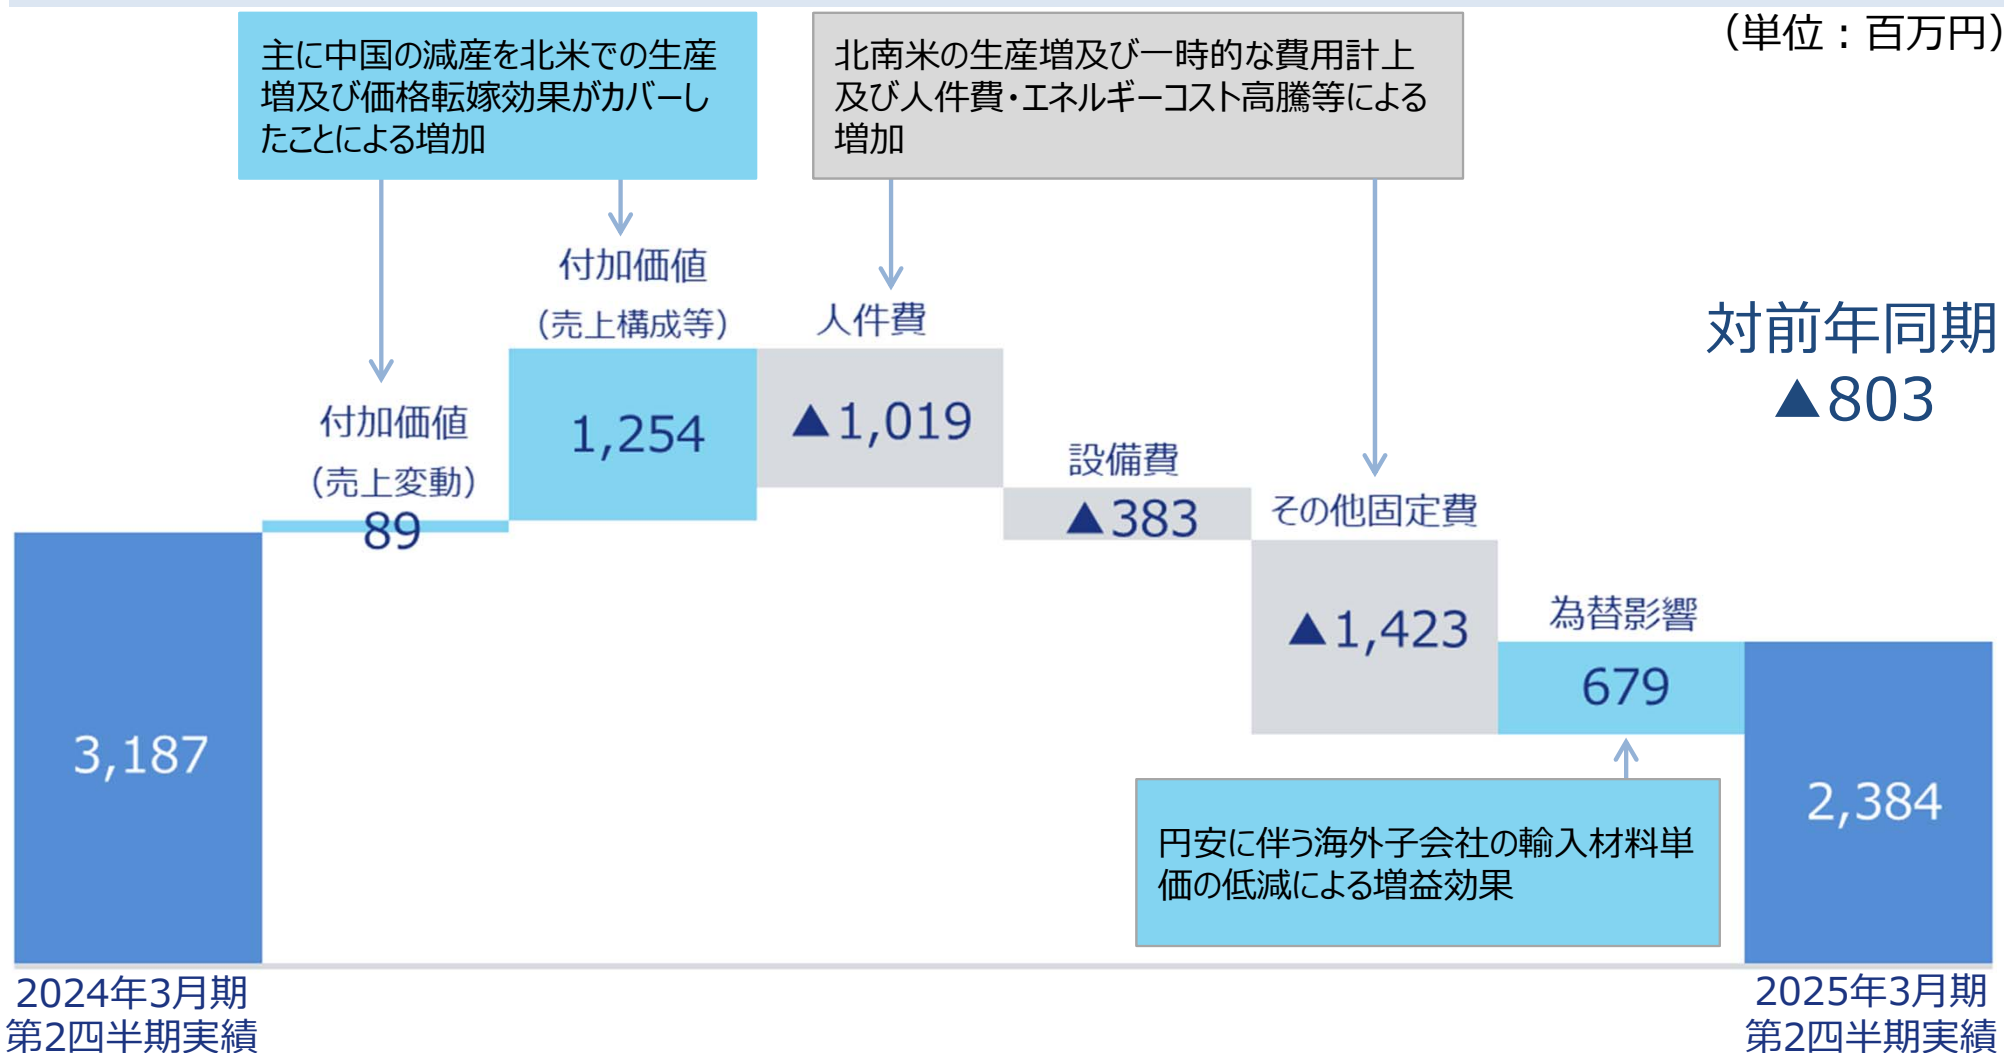 （単位：百万円）
主に中国の減産を北米での生産
増及び価格転嫁効果がカバーし
たことによる増加
北南米の生産増及び一時的な費用計上
及び人件費・エネルギーコスト高騰等による
増加
付加価値
（売上構成等）
人件費
対前年同期
▲803
付加価値
（売上変動）
89
1,254
▲1,019
設備費
▲383
その他固定費
▲1,423
為替影響
679
3,187
2,384
円安に伴う海外子会社の輸入材料単
価の低減による増益効果
2024年3月期
第2四半期実績
2025年3月期
第2四半期実績